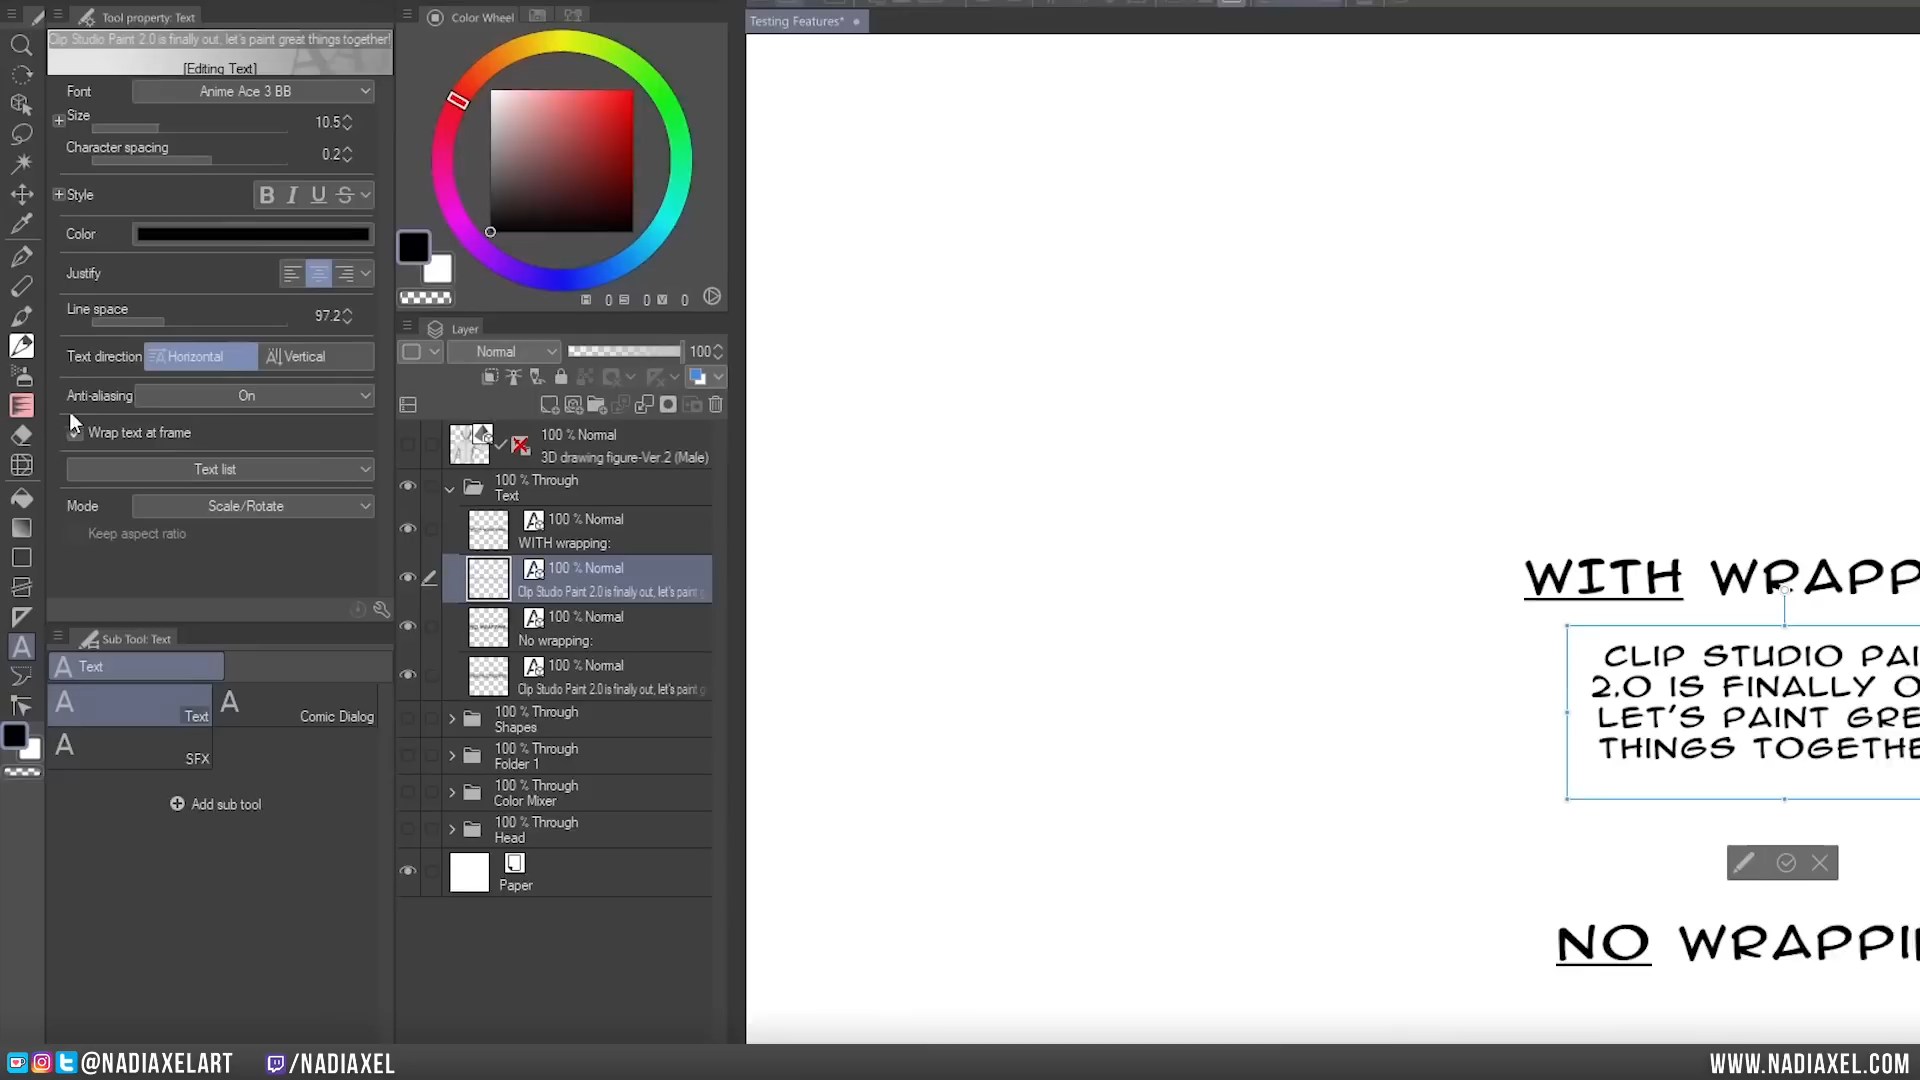 Tool property: Text
Clip Studio Paint 2.0 is finally out, let's paint great things together!
[Editing Text]
Font Anime Ace 3 BB
Size 10.5
Character spacing 0.2
Style B I U S
Color
Justify
Line space 97.2
Text direction Horizontal Vertical
Anti-aliasing On
Wrap text at frame
Text list
Mode Scale/Rotate
Keep aspect ratio
Sub Tool: Text
A Text
A Text
A Comic Dialog
A SFX
Add sub tool
Color Wheel
H 0 S 0 V 0
Layer
Normal 100
100 % Normal
3D drawing figure-Ver.2 (Male)
100 % Through
Text
100 % Normal
WITH wrapping:
100 % Normal
Clip Studio Paint 2.0 is finally out, let's paint
100 % Normal
No wrapping:
100 % Normal
Clip Studio Paint 2.0 is finally out, let's paint
100 % Through
Shapes
100 % Through
Folder 1
100 % Through
Color Mixer
100 % Through
Head
Paper
Testing Features*
WITH WRAPP
CLIP STUDIO PAI
2.0 IS FINALLY O
LET'S PAINT GRE
THINGS TOGETHE
NO WRAPPI
@NADIAXELART
/NADIAXEL
WWW.NADIAXEL.COM